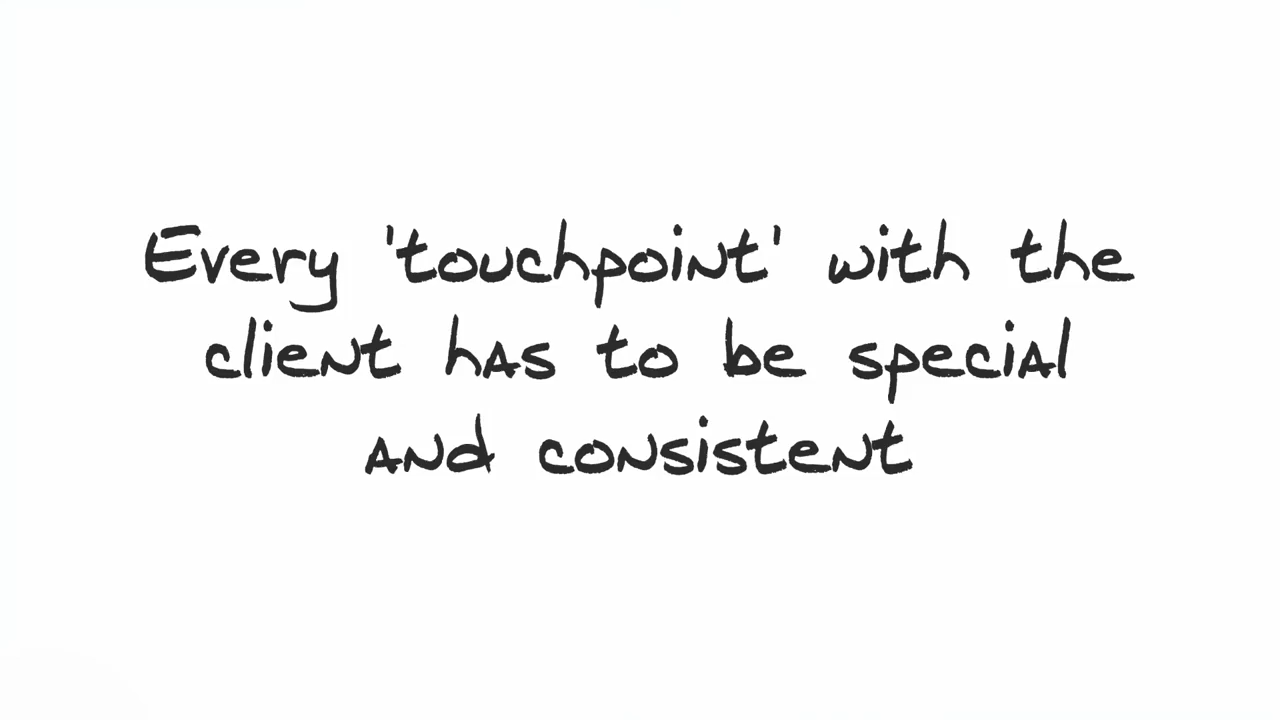 Every 'touchpoint' with the
client has to be special
and consistent